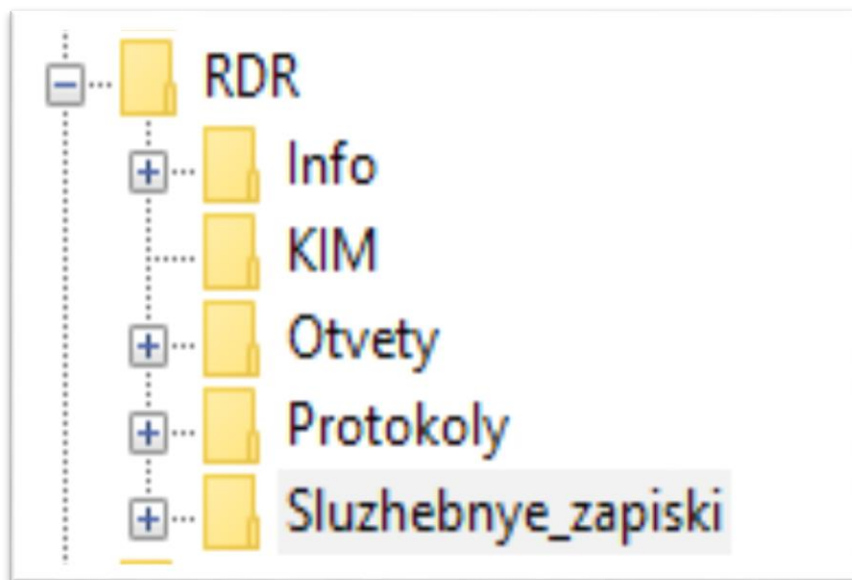 RDR
Info
KIM
Otvety
Protokoly
Sluzhebnye_zapiski